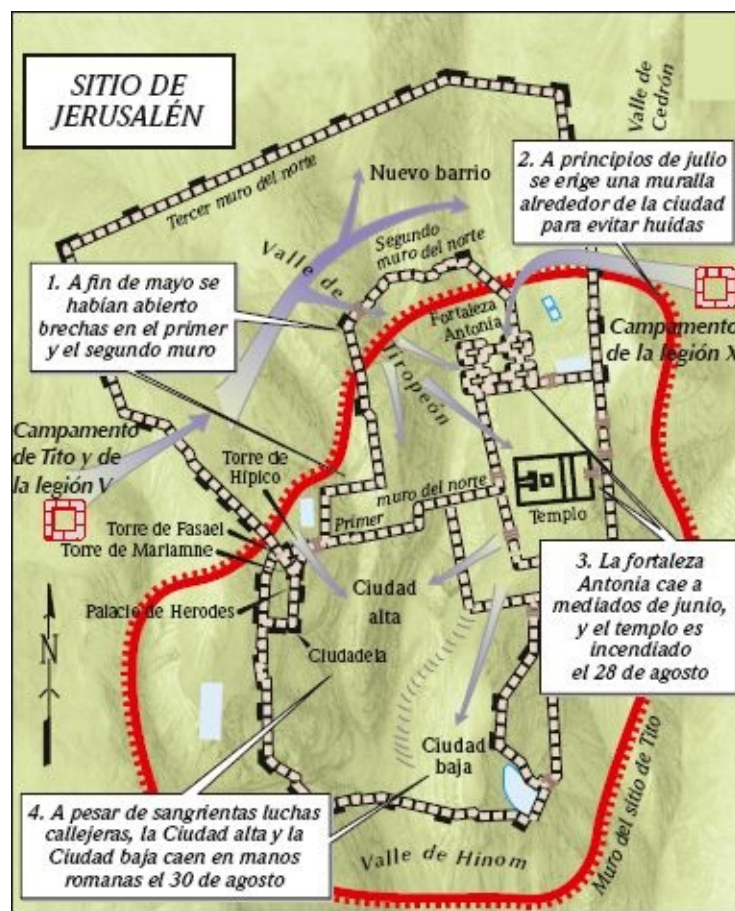 SITIO DE
JERUSALÉN
Valle de
Cedrón
Tercer muro del norte
Nuevo barrio
2. A principios de julio
se erige una muralla
alrededor de la ciudad
para evitar huidas
Segundo
muro del norte
Valle de
Tiropeón
1. A fin de mayo se
habían abierto
brechas en el primer
y el segundo muro
Fortaleza
Antonia
Campamento
de la legión X
Campamento
de Tito y de
la legión V
Torre de
Hípico
Primer
muro del norte
Templo
Torre de Fasael
Torre de Mariamne
Palacio de Herodes
Ciudadela
Ciudad
alta
3. La fortaleza
Antonia cae a
mediados de junio,
y el templo es
incendiado
el 28 de agosto
N
Ciudad
baja
4. A pesar de sangrientas luchas
callejeras, la Ciudad alta y la
Ciudad baja caen en manos
romanas el 30 de agosto
Valle de Hinom
Muro del sitio de Tito